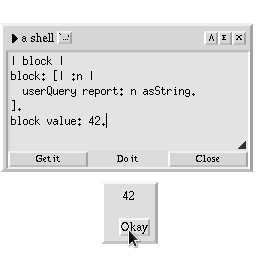 a shell
A E X
| block |
block: [| :n |
userQuery report: n asString.
].
block value: 42.
Get it Do it Close
42
Okay